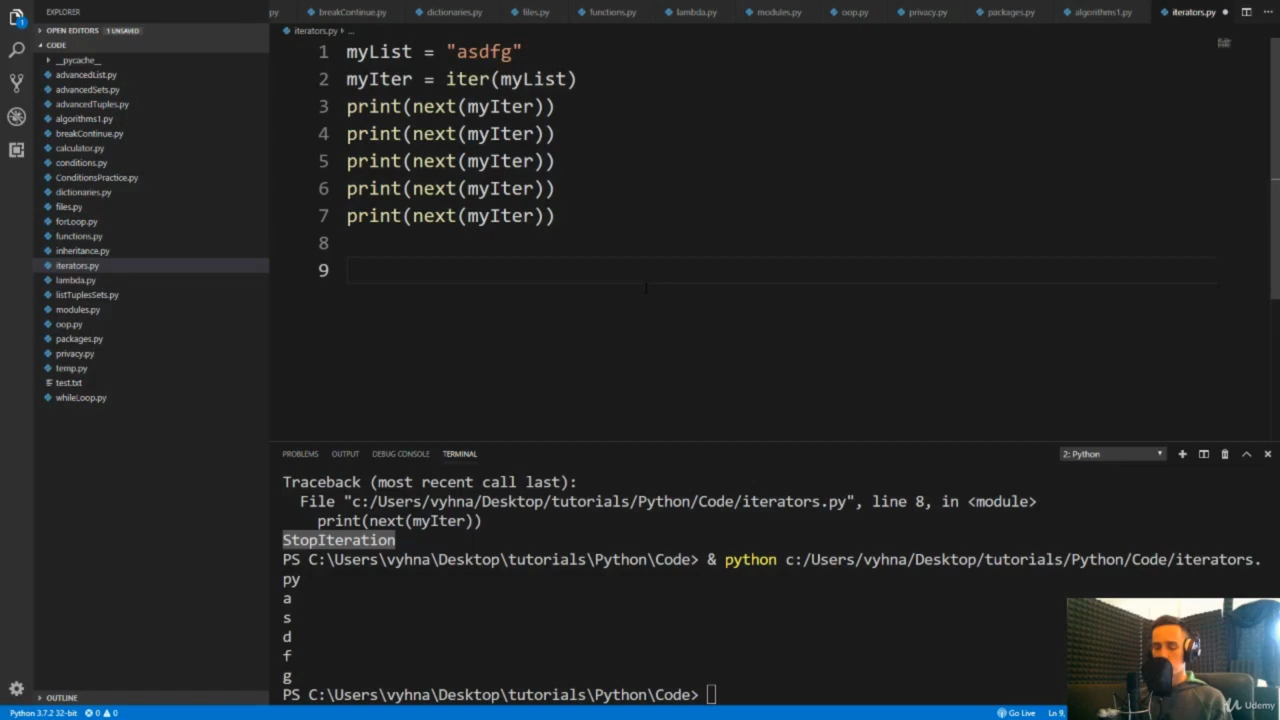 EXPLORER
OPEN EDITORS 1 UNSAVED
CODE
__pycache__
advancedList.py
advancedSets.py
advancedTuples.py
algorithms1.py
breakContinue.py
calculator.py
conditions.py
ConditionsPractice.py
dictionaries.py
files.py
forLoop.py
functions.py
inheritance.py
iterators.py
lambda.py
listTuplesSets.py
modules.py
oop.py
packages.py
privacy.py
temp.py
test.txt
whileLoop.py
OUTLINE
py breakContinue.py dictionaries.py files.py functions.py lambda.py modules.py oop.py privacy.py packages.py algorithms1.py iterators.py
iterators.py > ...
1 myList = "asdfg"
2 myIter = iter(myList)
3 print(next(myIter))
4 print(next(myIter))
5 print(next(myIter))
6 print(next(myIter))
7 print(next(myIter))
8
9
PROBLEMS OUTPUT DEBUG CONSOLE TERMINAL 2: Python
Traceback (most recent call last):
File "c:/Users/vyhna/Desktop/tutorials/Python/Code/iterators.py", line 8, in <module>
print(next(myIter))
StopIteration
PS C:\Users\vyhna\Desktop\tutorials\Python\Code> & python c:/Users/vyhna/Desktop/tutorials/Python/Code/iterators.
py
a
s
d
f
g
PS C:\Users\vyhna\Desktop\tutorials\Python\Code>
Udemy
Python 3.7.2 32-bit 0 0 Go Live Ln 9,